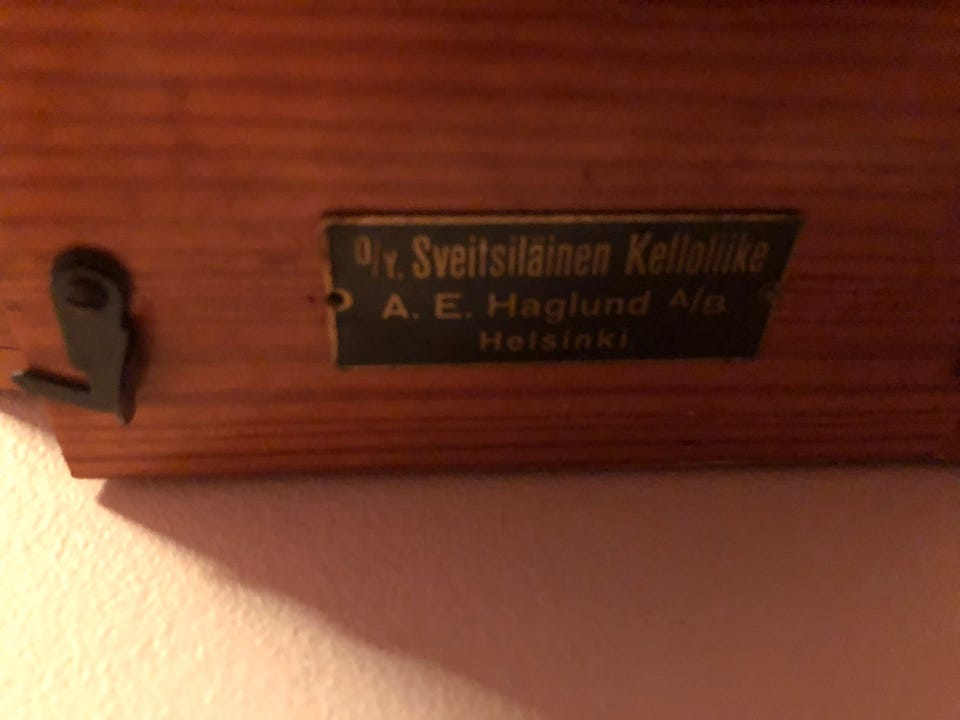 O/Y. Sveitsiläinen Kelloliike
A. E. Haglund A/B
Helsinki